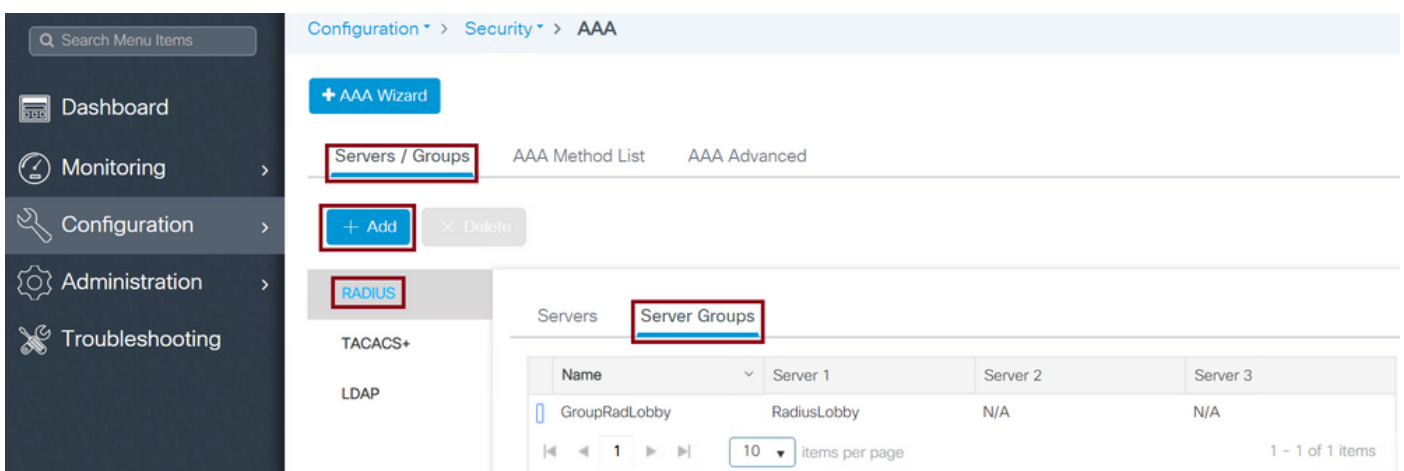 Search Menu Items
Dashboard
Monitoring
Configuration
Administration
Troubleshooting
Configuration > Security > AAA
+ AAA Wizard
Servers / Groups AAA Method List AAA Advanced
+ Add × Delete
RADIUS
TACACS+
LDAP
Servers Server Groups
Name Server 1 Server 2 Server 3
GroupRadLobby RadiusLobby N/A N/A
1 10 items per page 1 - 1 of 1 items